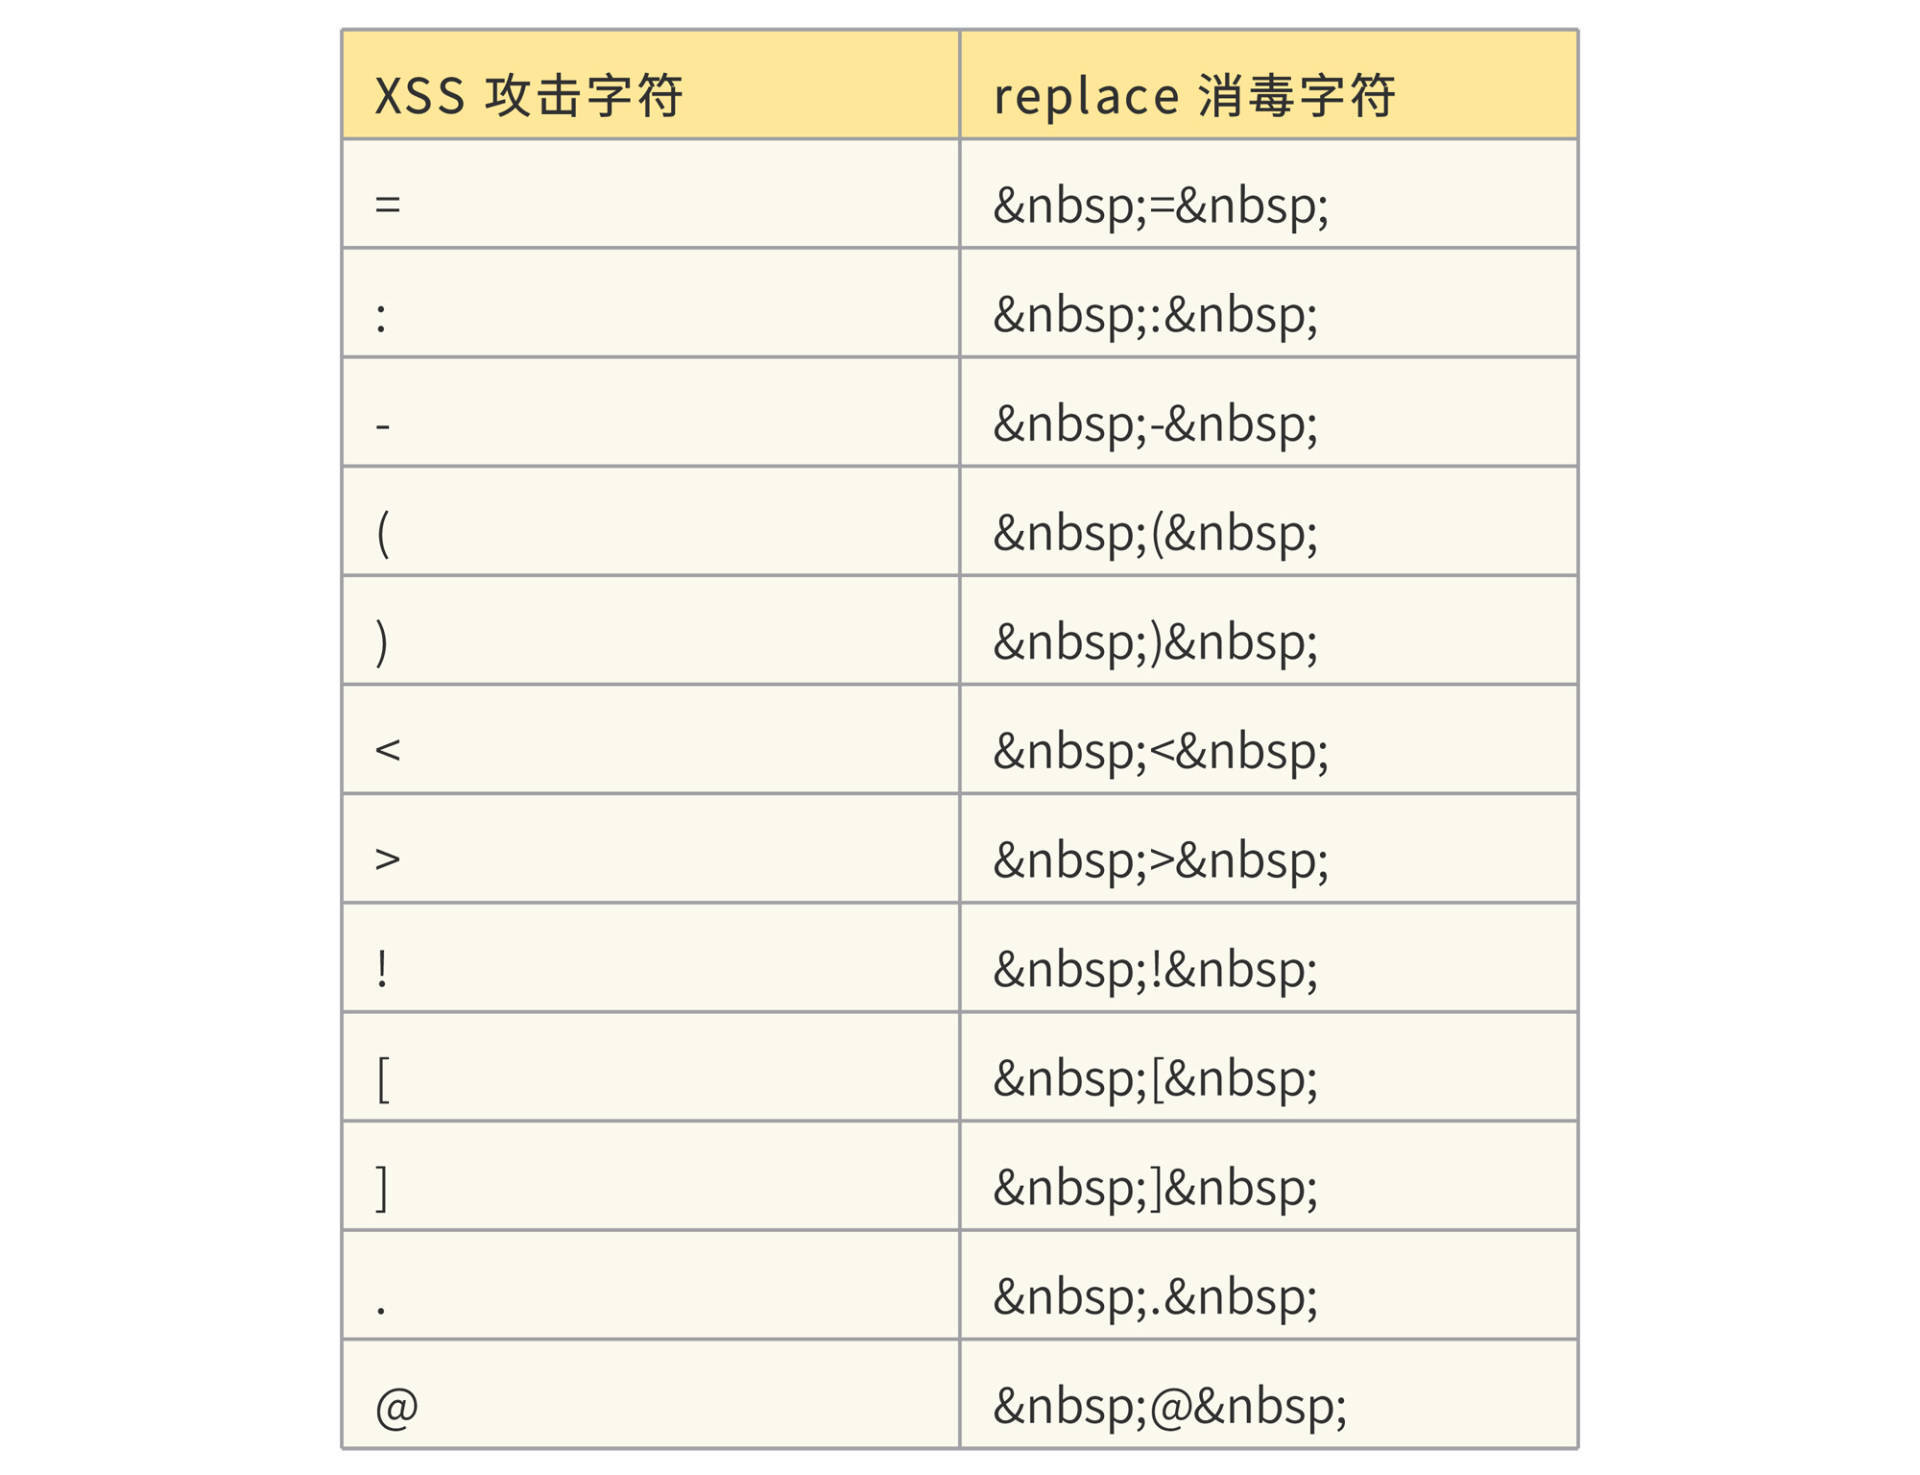 XSS 攻击字符 replace 消毒字符
= &nbsp;=&nbsp;
: &nbsp;:&nbsp;
- &nbsp;-&nbsp;
( &nbsp;(&nbsp;
) &nbsp;)&nbsp;
< &nbsp;<&nbsp;
> &nbsp;>&nbsp;
! &nbsp;!&nbsp;
[ &nbsp;[&nbsp;
] &nbsp;]&nbsp;
. &nbsp;.&nbsp;
@ &nbsp;@&nbsp;